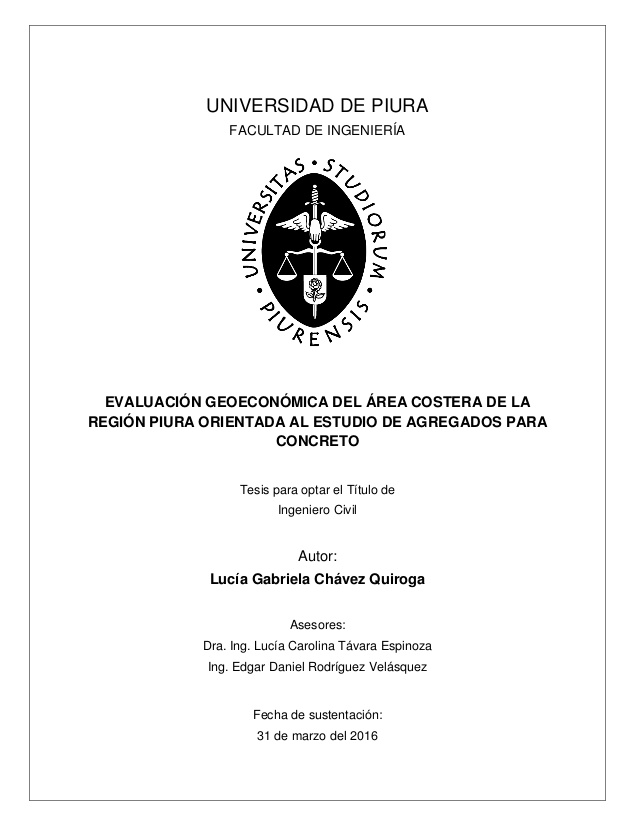 UNIVERSIDAD DE PIURA
FACULTAD DE INGENIERÍA
UNIVERSITAS • STUDIORUM • PIURENSIS •
EVALUACIÓN GEOECONÓMICA DEL ÁREA COSTERA DE LA
REGIÓN PIURA ORIENTADA AL ESTUDIO DE AGREGADOS PARA
CONCRETO
Tesis para optar el Título de
Ingeniero Civil
Autor:
Lucía Gabriela Chávez Quiroga
Asesores:
Dra. Ing. Lucía Carolina Távara Espinoza
Ing. Edgar Daniel Rodríguez Velásquez
Fecha de sustentación:
31 de marzo del 2016